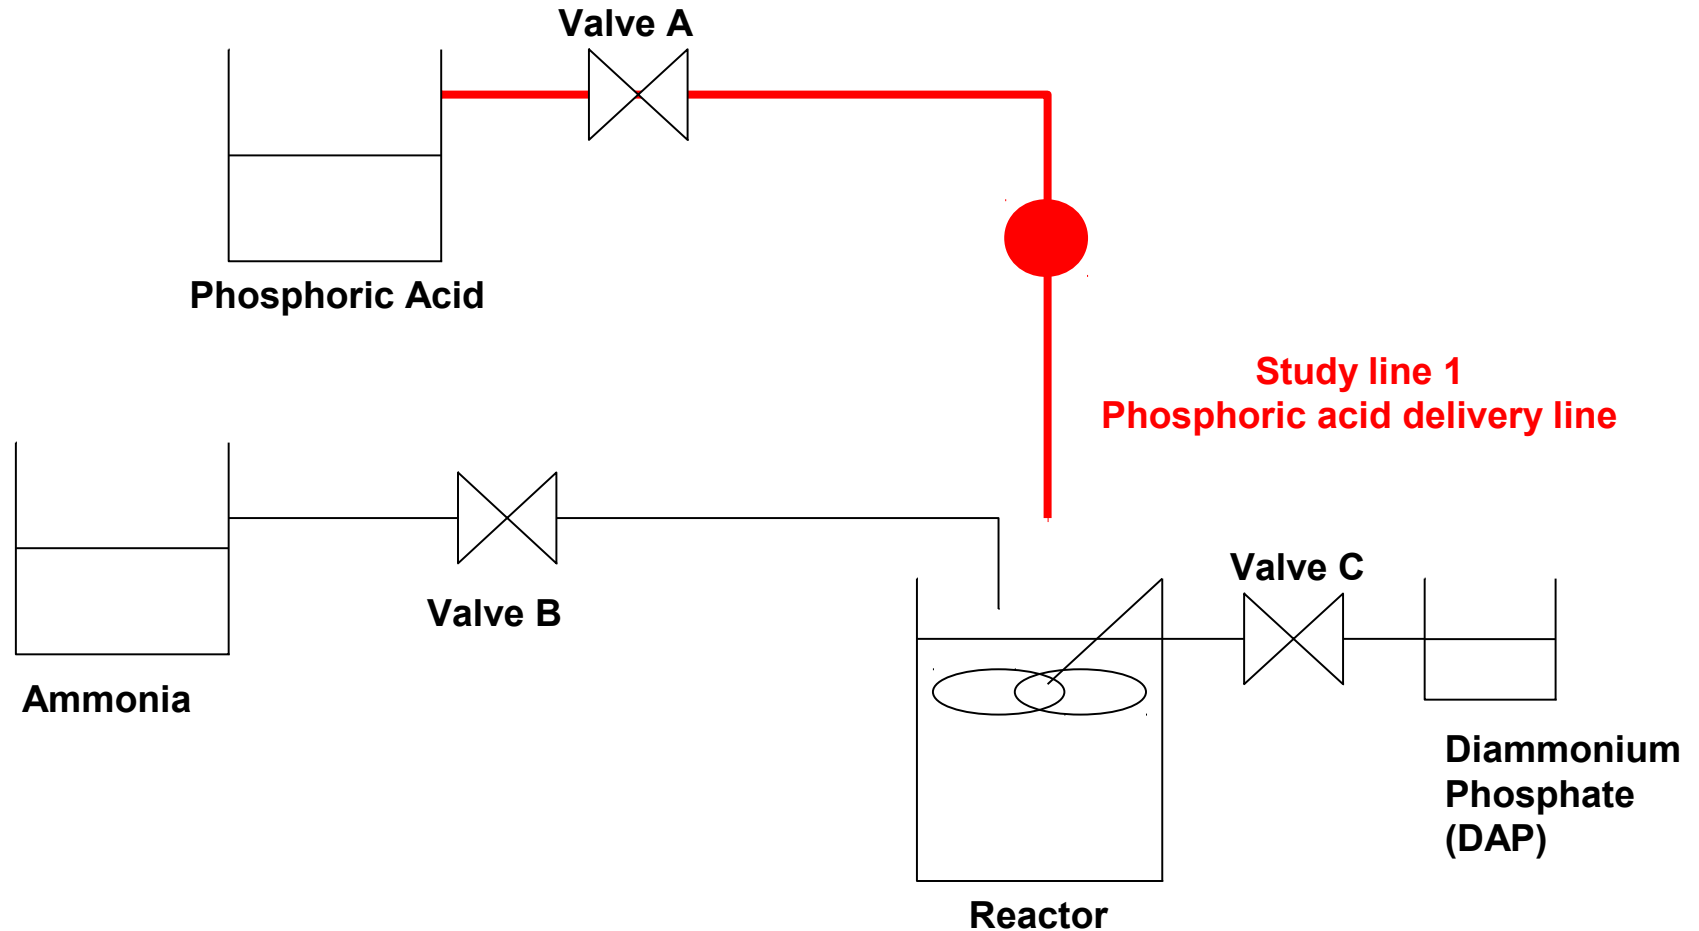 Valve A
Phosphoric Acid
Study line 1
Phosphoric acid delivery line
Valve B
Valve C
Ammonia
Diammonium
Phosphate
(DAP)
Reactor